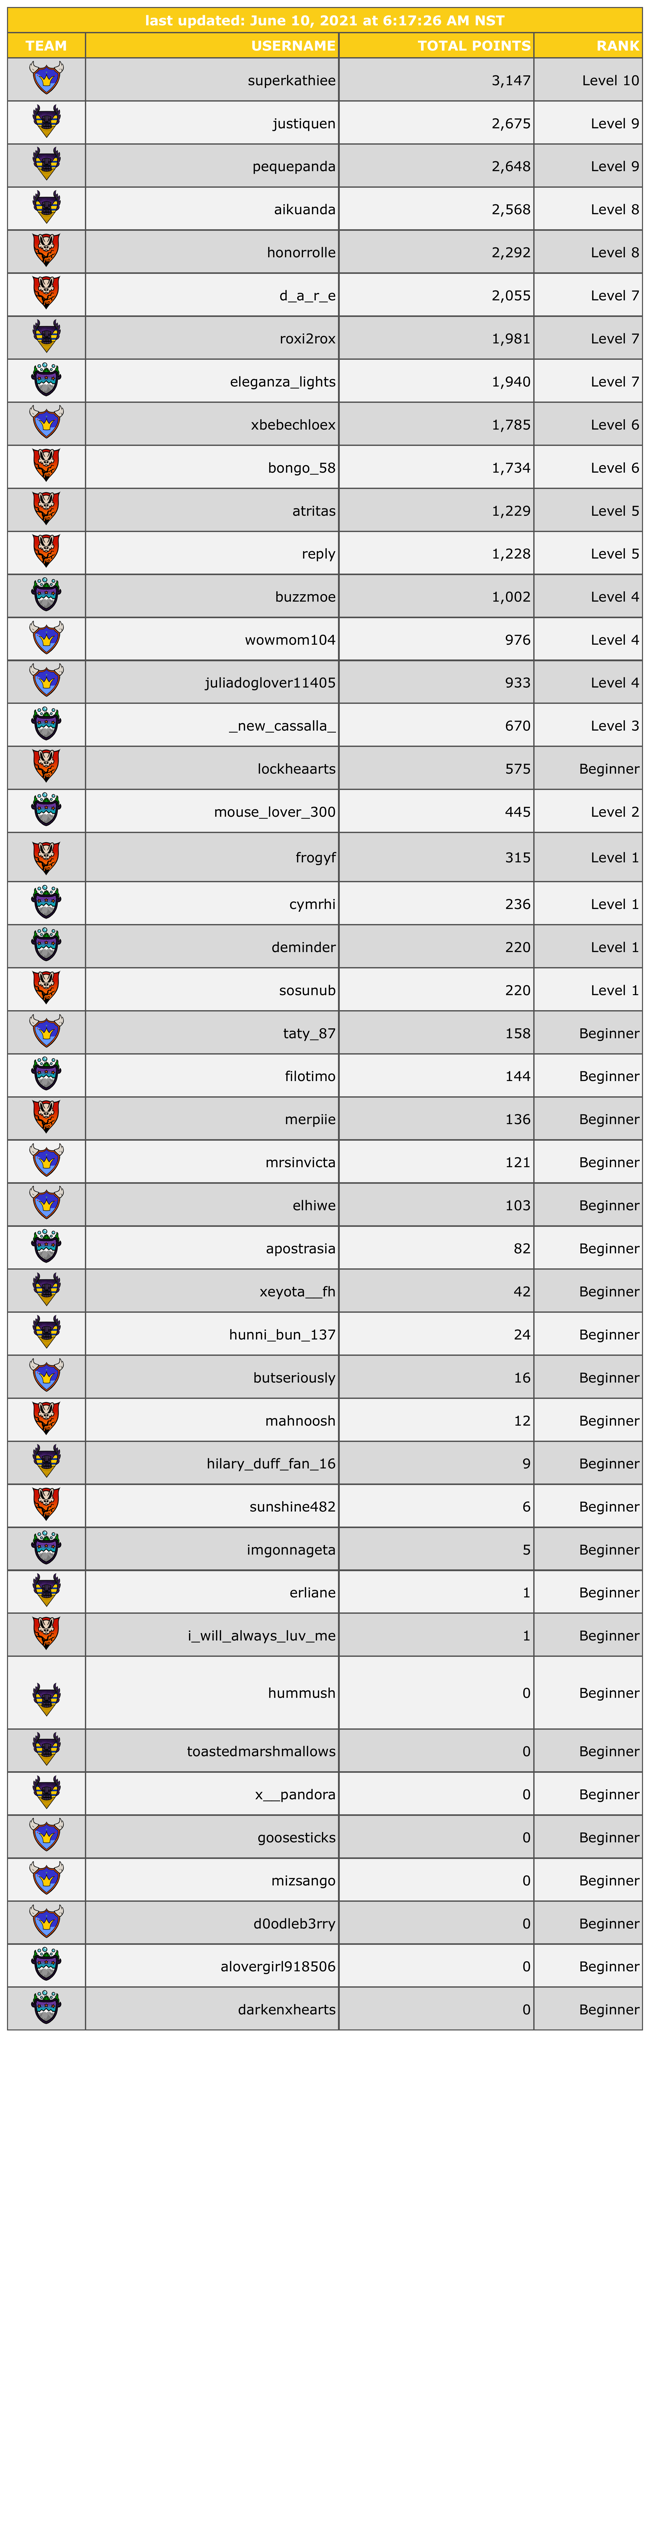 last updated: June 10, 2021 at 6:17:26 AM NST
TEAM USERNAME TOTAL POINTS RANK
superkathiee 3,147 Level 10
justiquen 2,675 Level 9
pequepanda 2,648 Level 9
aikuanda 2,568 Level 8
honorrolle 2,292 Level 8
d_a_r_e 2,055 Level 7
roxi2rox 1,981 Level 7
eleganza_lights 1,940 Level 7
xbebechloex 1,785 Level 6
bongo_58 1,734 Level 6
atritas 1,229 Level 5
reply 1,228 Level 5
buzzmoe 1,002 Level 4
wowmom104 976 Level 4
juliadoglover11405 933 Level 4
_new_cassalla_ 670 Level 3
lockheaarts 575 Beginner
mouse_lover_300 445 Level 2
frogyf 315 Level 1
cymrhi 236 Level 1
deminder 220 Level 1
sosunub 220 Level 1
taty_87 158 Beginner
filotimo 144 Beginner
merpiie 136 Beginner
mrsinvicta 121 Beginner
elhiwe 103 Beginner
apostrasia 82 Beginner
xeyota__fh 42 Beginner
hunni_bun_137 24 Beginner
butseriously 16 Beginner
mahnoosh 12 Beginner
hilary_duff_fan_16 9 Beginner
sunshine482 6 Beginner
imgonnageta 5 Beginner
erliane 1 Beginner
i_will_always_luv_me 1 Beginner
hummush 0 Beginner
toastedmarshmallows 0 Beginner
x__pandora 0 Beginner
goosesticks 0 Beginner
mizsango 0 Beginner
d0odleb3rry 0 Beginner
alovergirl918506 0 Beginner
darkenxhearts 0 Beginner